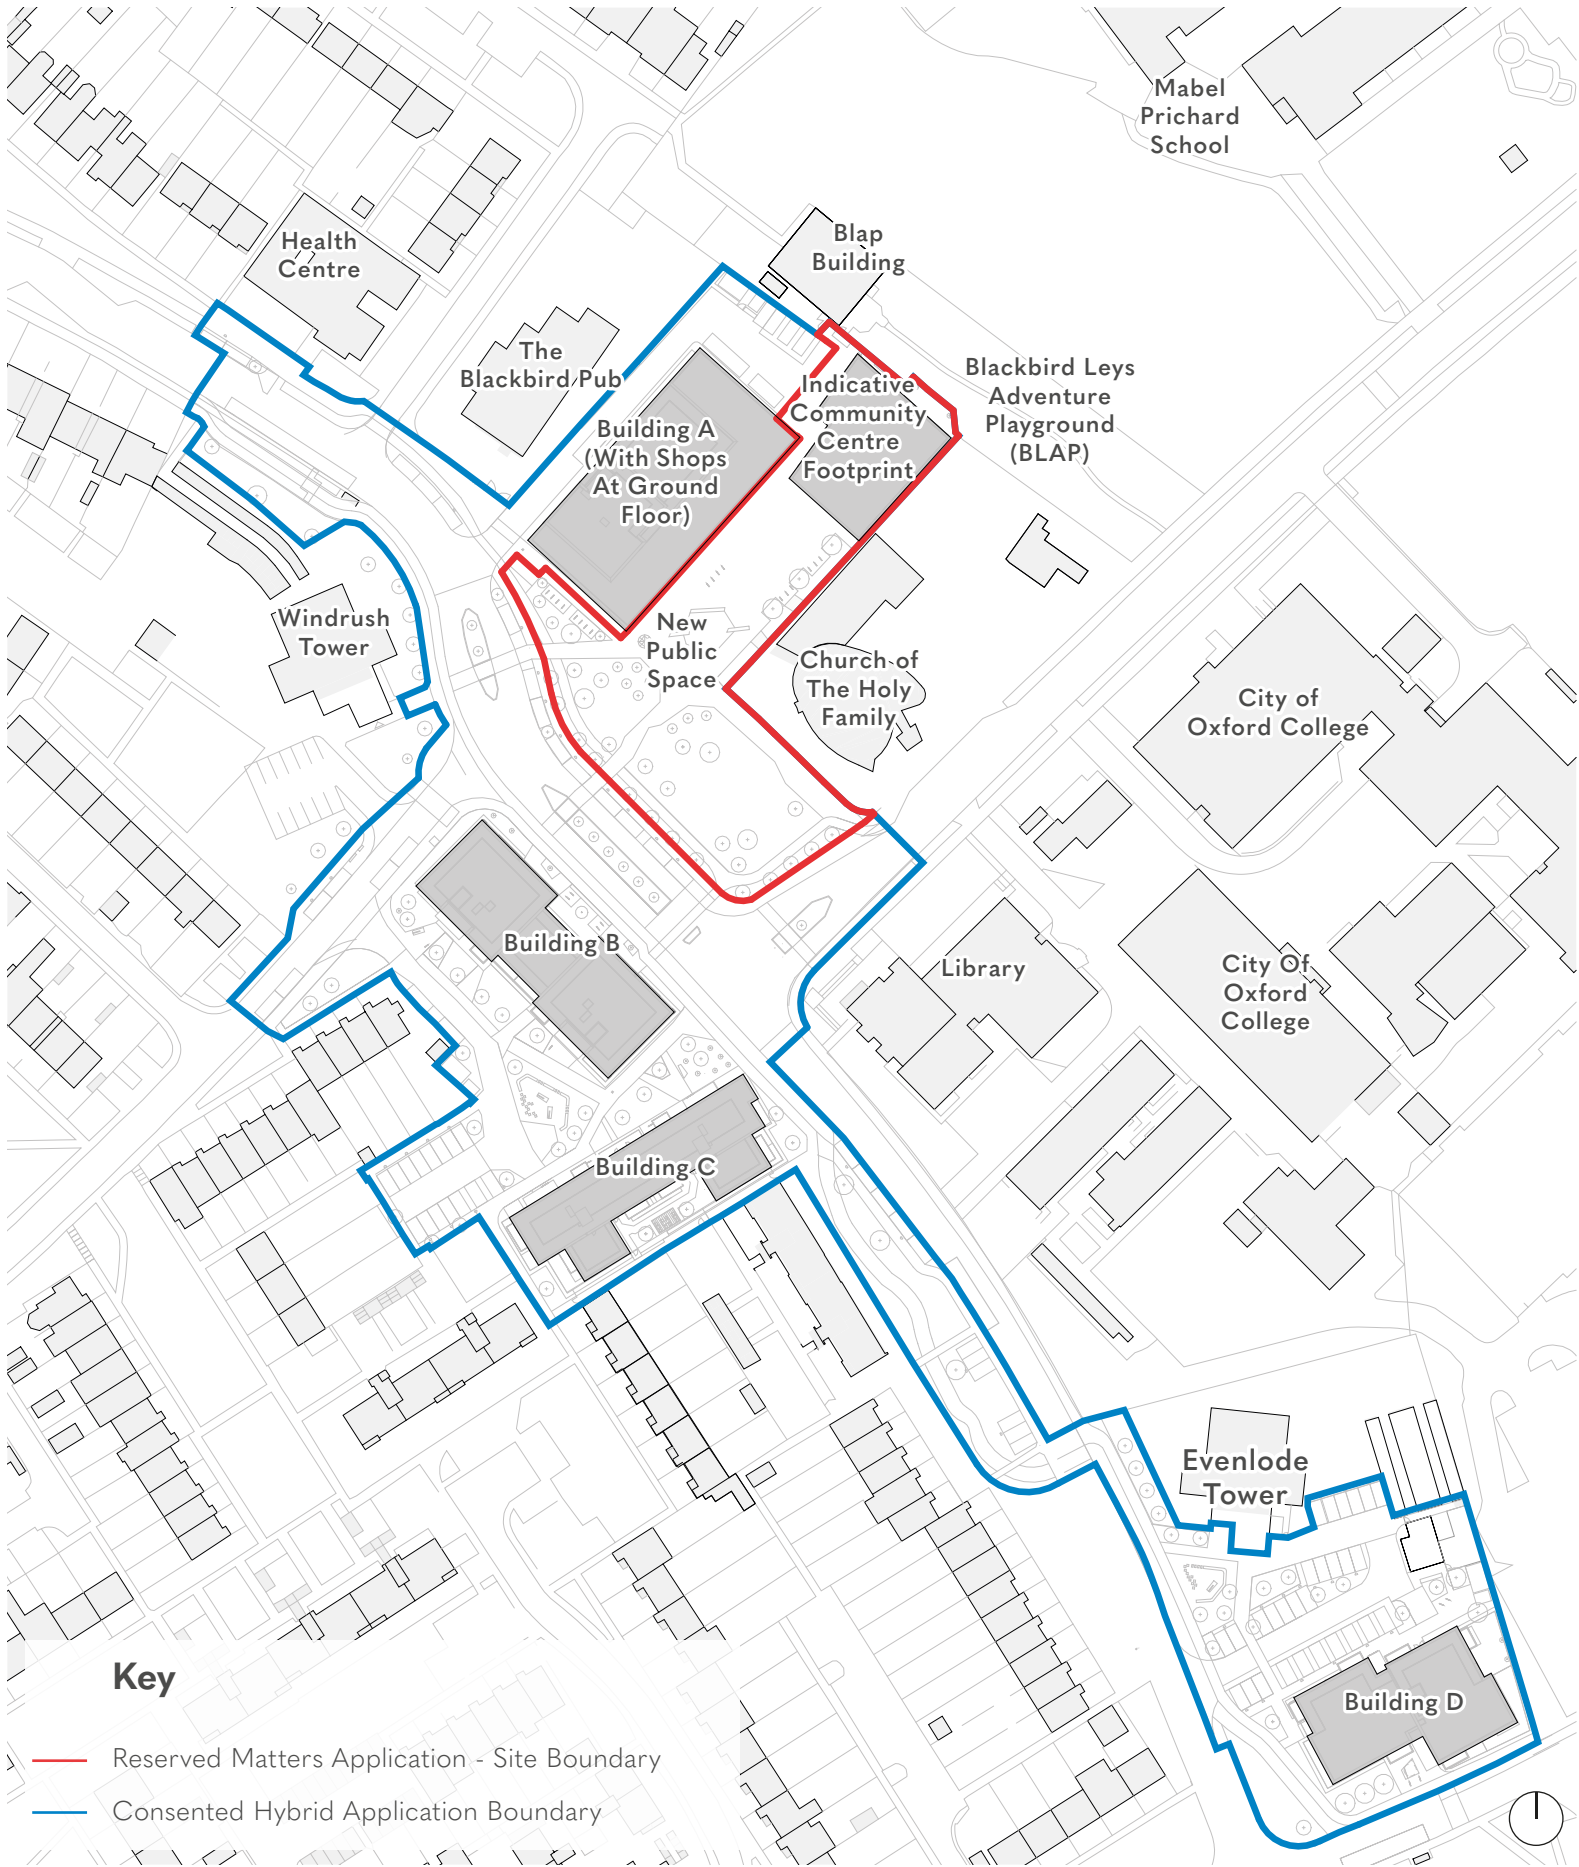 Mabel
Prichard
School
Blap
Building
Health
Centre
The
Blackbird Pub
Blackbird Leys
Adventure
Playground
(BLAP)
Indicative
Community
Centre
Footprint
Building A
(With Shops
At Ground
Floor)
Windrush
Tower
New
Public
Space
Church of
The Holy
Family
City of
Oxford College
Building B
Library
City Of
Oxford
College
Building C
Evenlode
Tower
Building D
Key
Reserved Matters Application - Site Boundary
Consented Hybrid Application Boundary